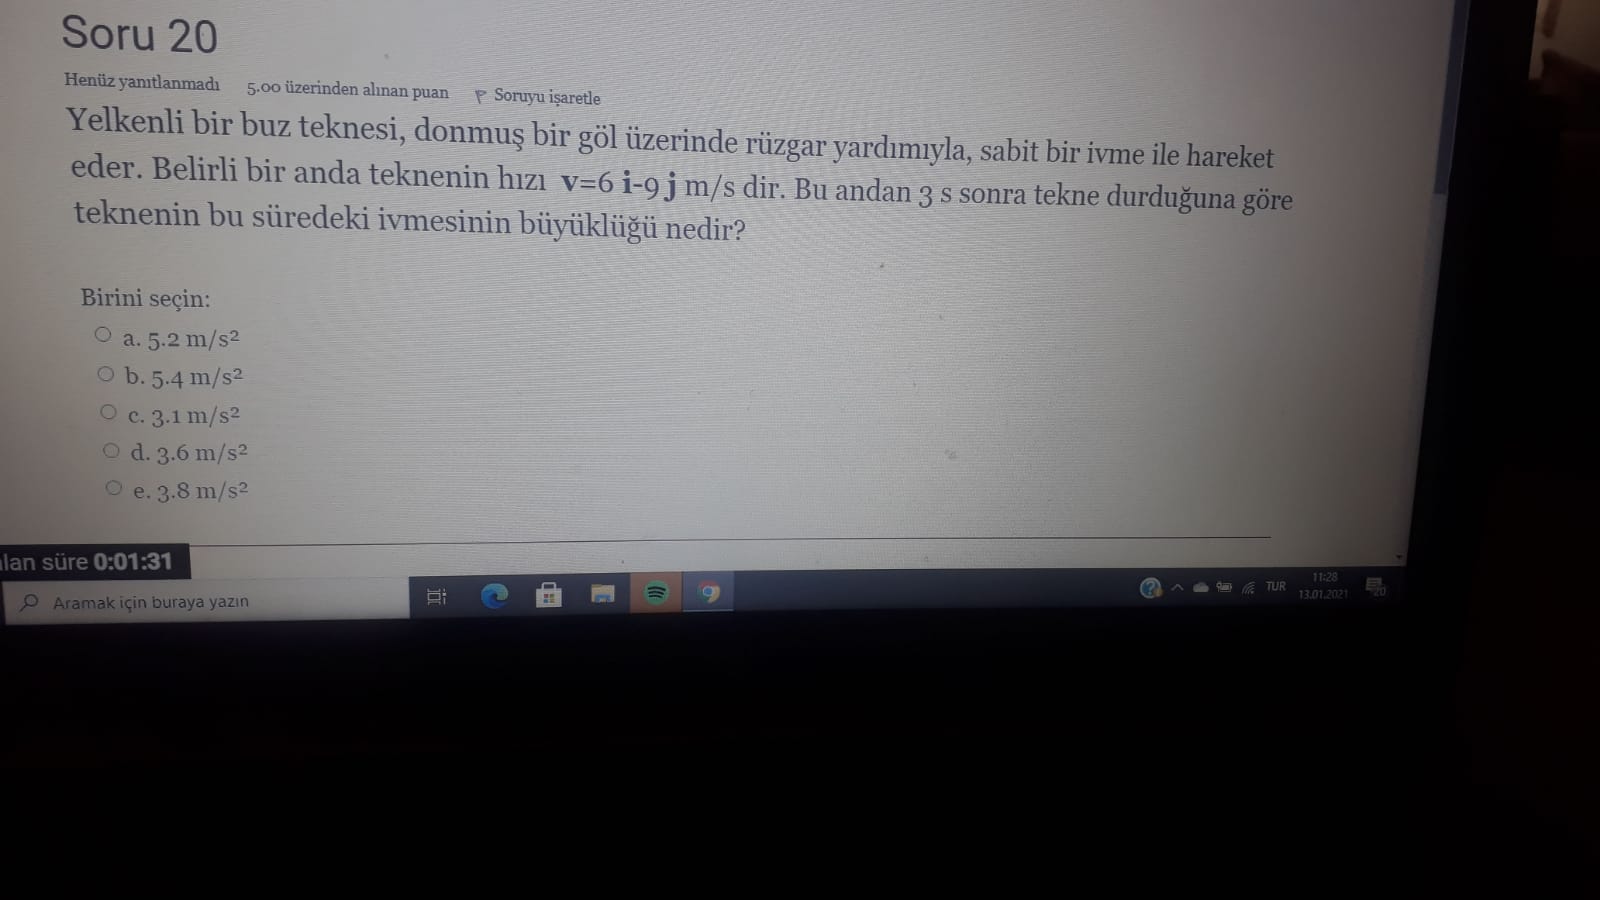 Soru 20
Henüz yanıtlanmadı 5.00 üzerinden alınan puan Soruyu işaretle
Yelkenli bir buz teknesi, donmuş bir göl üzerinde rüzgar yardımıyla, sabit bir ivme ile hareket
eder. Belirli bir anda teknenin hızı v=6 i-9 j m/s dir. Bu andan 3 s sonra tekne durduğuna göre
teknenin bu süredeki ivmesinin büyüklüğü nedir?
Birini seçin:
a. 5.2 m/s²
b. 5.4 m/s²
c. 3.1 m/s²
d. 3.6 m/s²
e. 3.8 m/s²
lan süre 0:01:31
Aramak için buraya yazın
TUR
11:28
13.01.2021
20